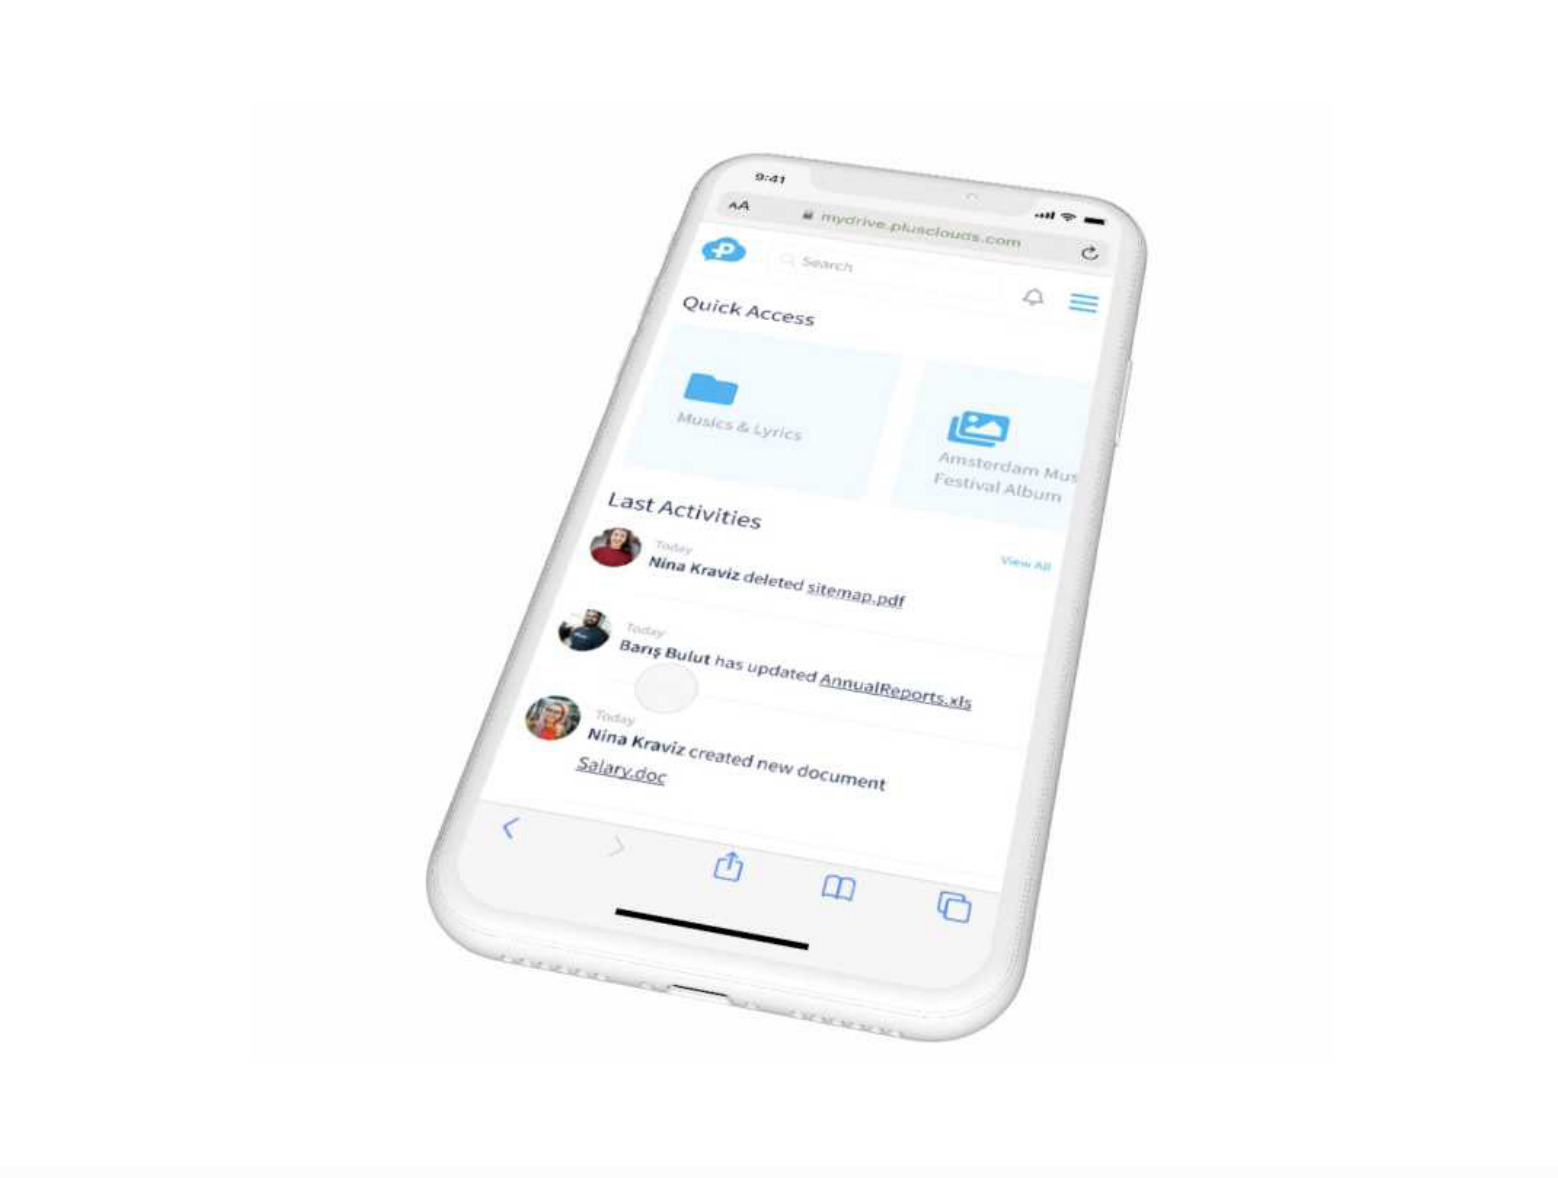 9:41
AA
mydrive.plusclouds.com
Search
Quick Access
Musics & Lyrics
Amsterdam Mus
Festival Album
Last Activities
View All
Today
Nina Kraviz deleted sitemap.pdf
Today
Barış Bulut has updated AnnualReports.xls
Today
Nina Kraviz created new document
Salary.doc